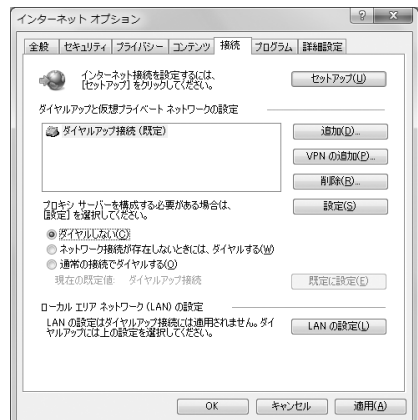 インターネット オプション
全般 セキュリティ プライバシー コンテンツ 接続 プログラム 詳細設定
インターネット接続を設定するには、
[セットアップ] をクリックしてください。
セットアップ(U)
ダイヤルアップと仮想プライベート ネットワークの設定
ダイヤルアップ接続 (既定)
追加(D)...
VPN の追加(P)...
削除(R)...
プロキシ サーバーを構成する必要がある場合は、
[設定] を選択してください。
設定(S)
ダイヤルしない(C)
ネットワーク接続が存在しないときには、ダイヤルする(W)
通常の接続でダイヤルする(O)
現在の既定値: ダイヤルアップ接続
既定に設定(E)
ローカル エリア ネットワーク (LAN) の設定
LAN の設定はダイヤルアップ接続には適用されません。ダイ
ヤルアップには上の設定を選択してください。
LAN の設定(L)
OK キャンセル 適用(A)